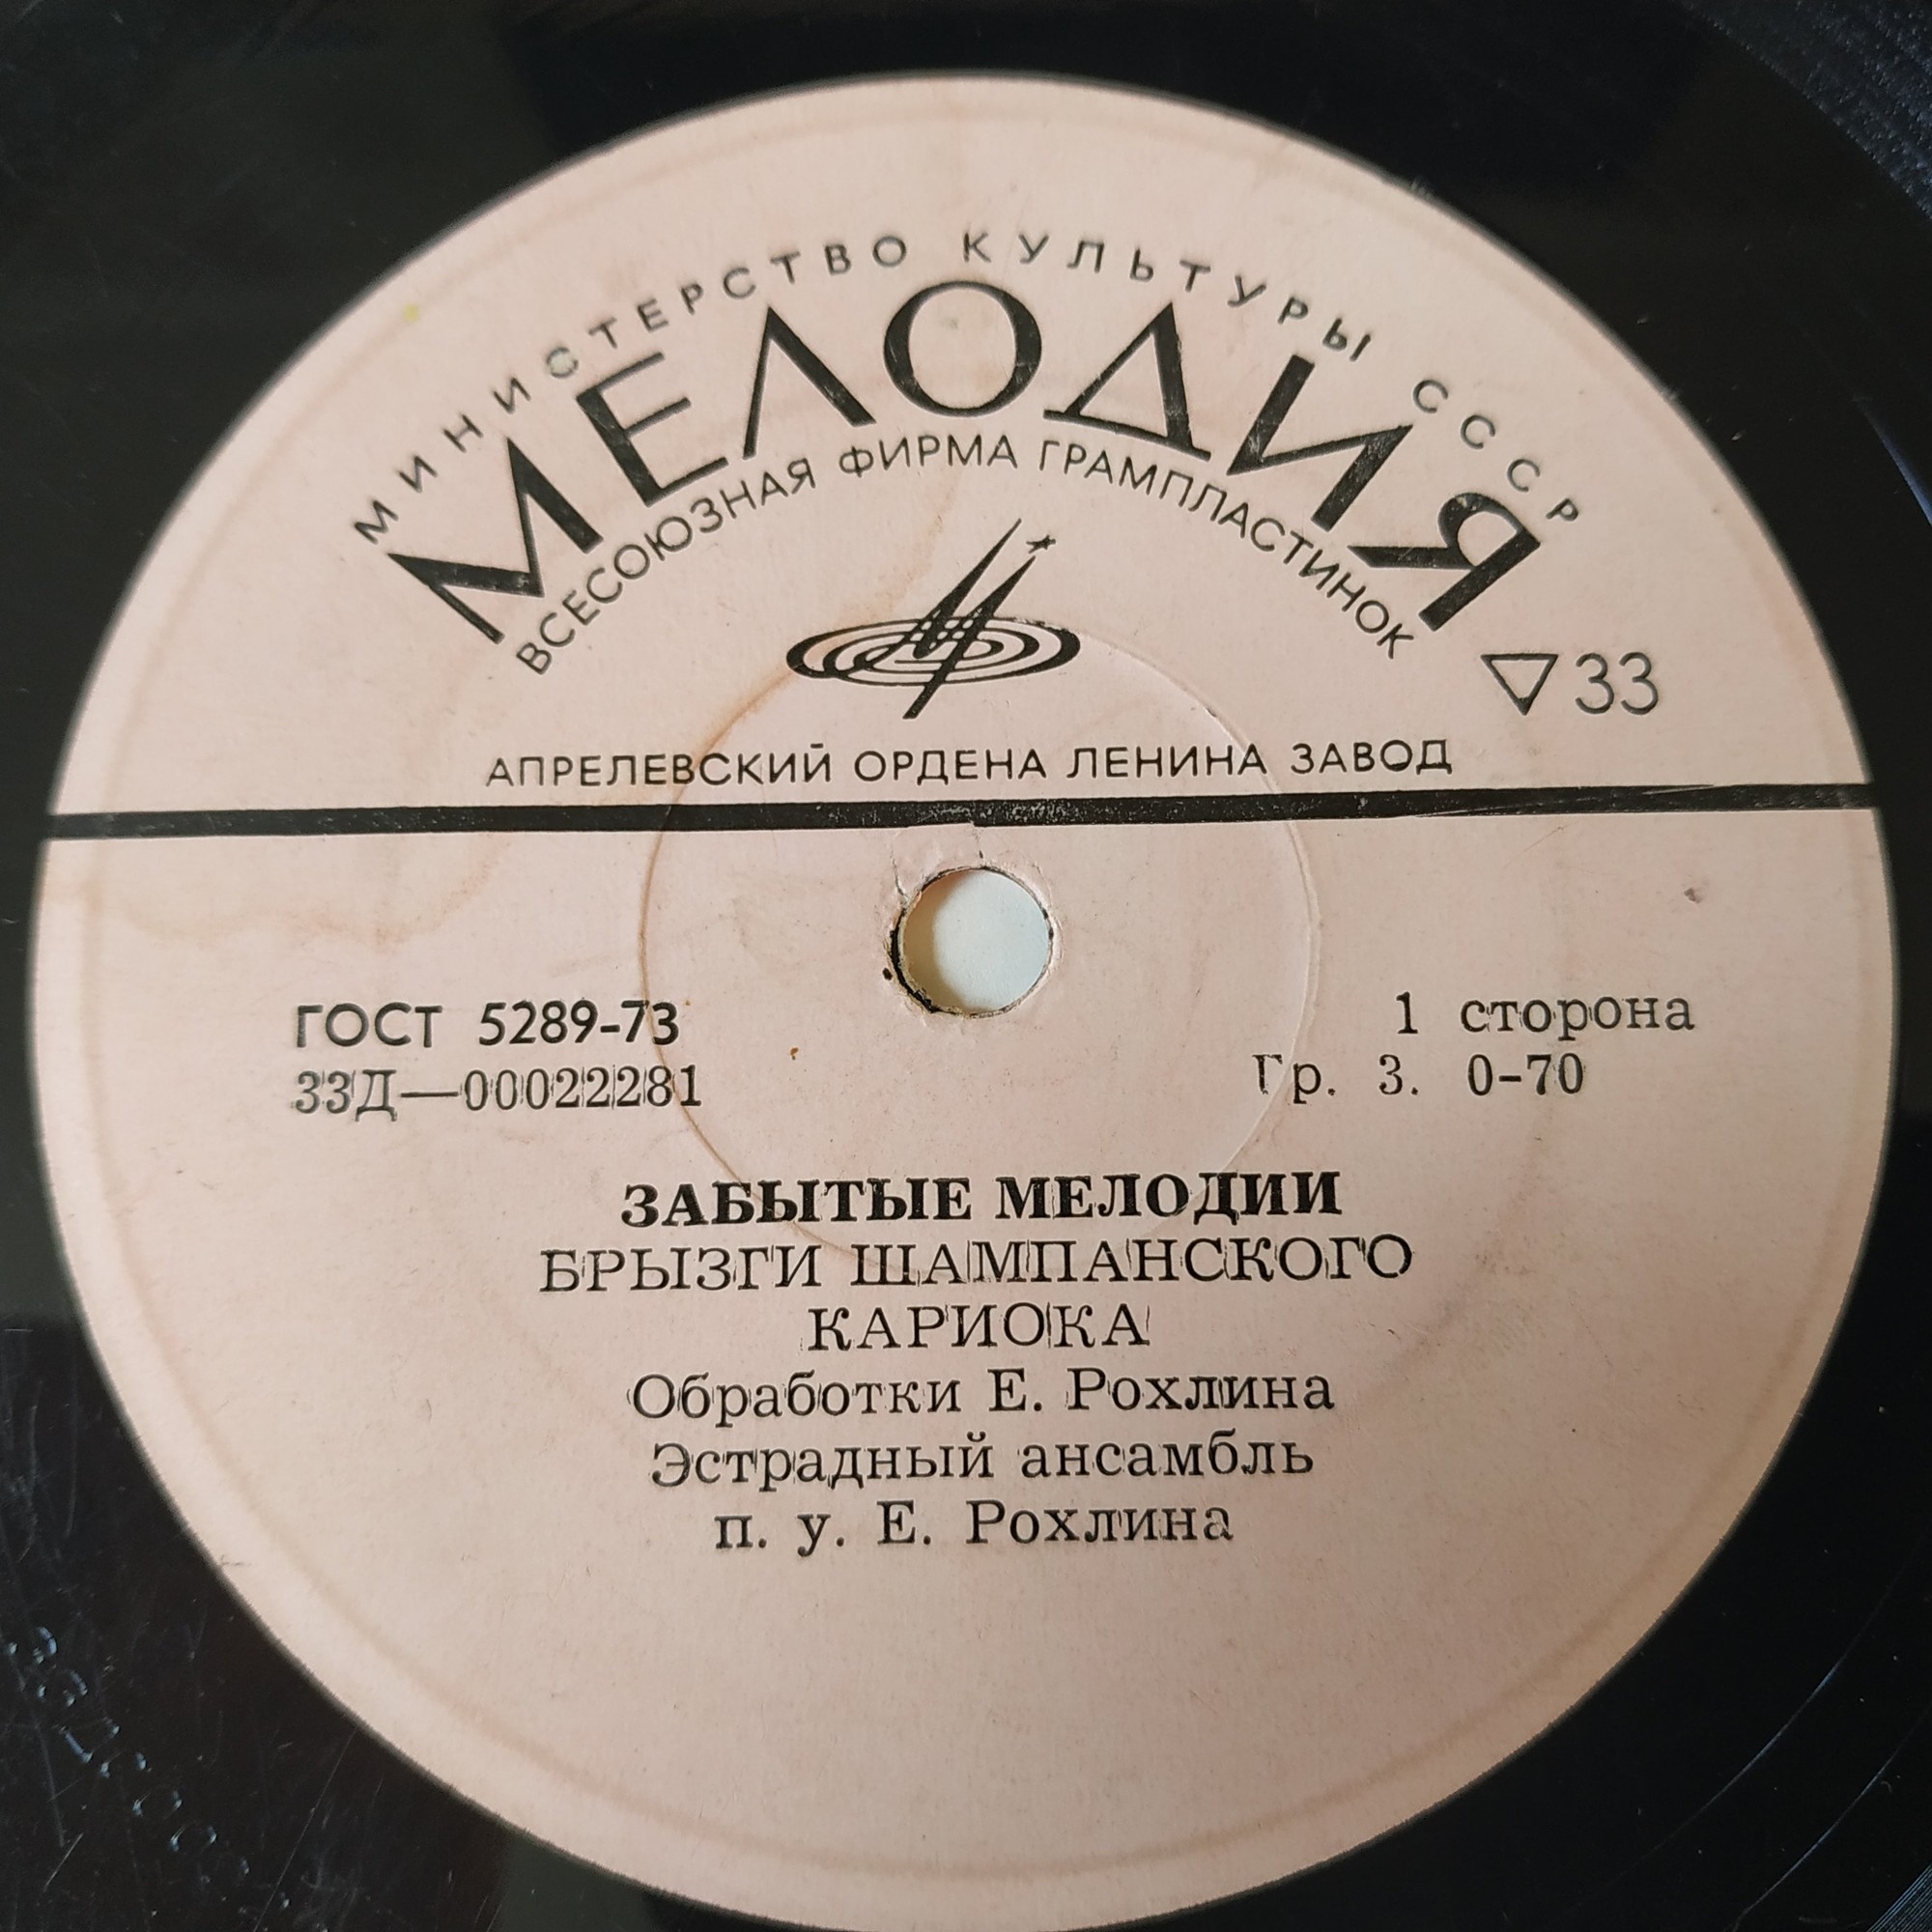 МИНИСТЕРСТВО КУЛЬТУРЫ СССР
МЕЛОДИЯ
ВСЕСОЮЗНАЯ ФИРМА ГРАМПЛАСТИНОК
33
АПРЕЛЕВСКИЙ ОРДЕНА ЛЕНИНА ЗАВОД
ГОСТ 5289-73
33Д—00022281
1 сторона
Гр. 3. 0-70
ЗАБЫТЫЕ МЕЛОДИИ
БРЫЗГИ ШАМПАНСКОГО
КАРИОКА
Обработки Е. Рохлина
Эстрадный ансамбль
п. у. Е. Рохлина